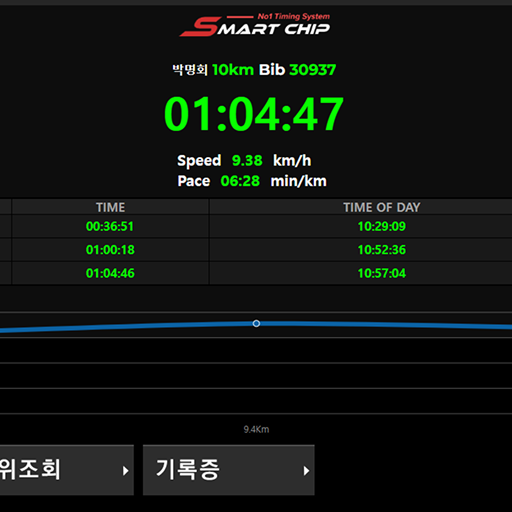 No1 Timing System
SMART CHIP
박명회 10km Bib 30937
01:04:47
Speed 9.38 km/h
Pace 06:28 min/km
TIME TIME OF DAY
00:36:51 10:29:09
01:00:18 10:52:36
01:04:46 10:57:04
9.4Km
위조회 기록증